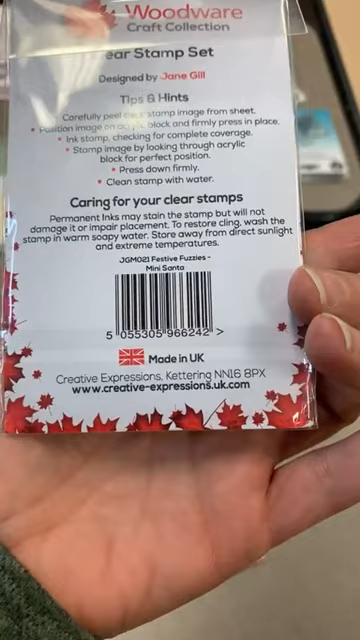 Woodware
Craft Collection
ear Stamp Set
Designed by Jane Gill
Tips & Hints
Carefully peel stamp image from sheet.
• Position image on block and firmly press in place.
• Ink stamp, checking for complete coverage.
• Stamp image by looking through acrylic
block for perfect position.
• Press down firmly.
• Clean stamp with water.
Caring for your clear stamps
Permanent Inks may stain the stamp but will not
damage it or impair placement. To restore cling, wash the
stamp in warm soapy water. Store away from direct sunlight
and extreme temperatures.
JGM021 Festive Fuzzies -
Mini Santa
5 055305 966242 >
Made in UK
Creative Expressions, Kettering NN16 8PX
www.creative-expressions.uk.com